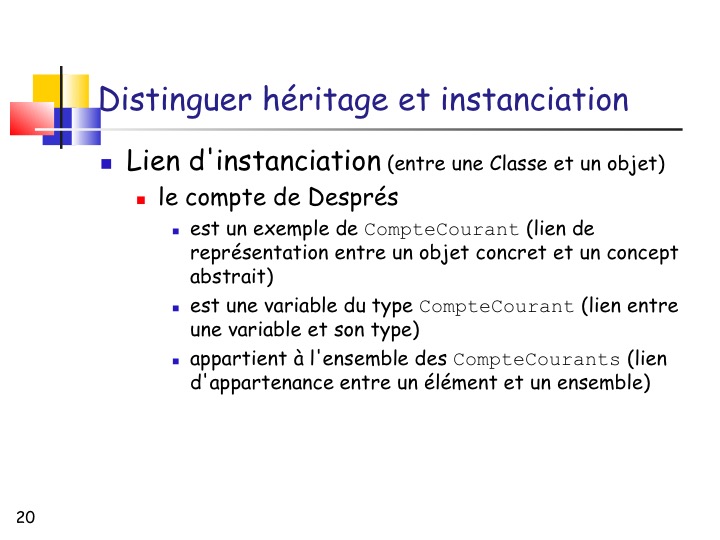 Distinguer héritage et instanciation
Lien d'instanciation (entre une Classe et un objet)
le compte de Després
est un exemple de CompteCourant (lien de
représentation entre un objet concret et un concept
abstrait)
est une variable du type CompteCourant (lien entre
une variable et son type)
appartient à l'ensemble des CompteCourants (lien
d'appartenance entre un élément et un ensemble)
20